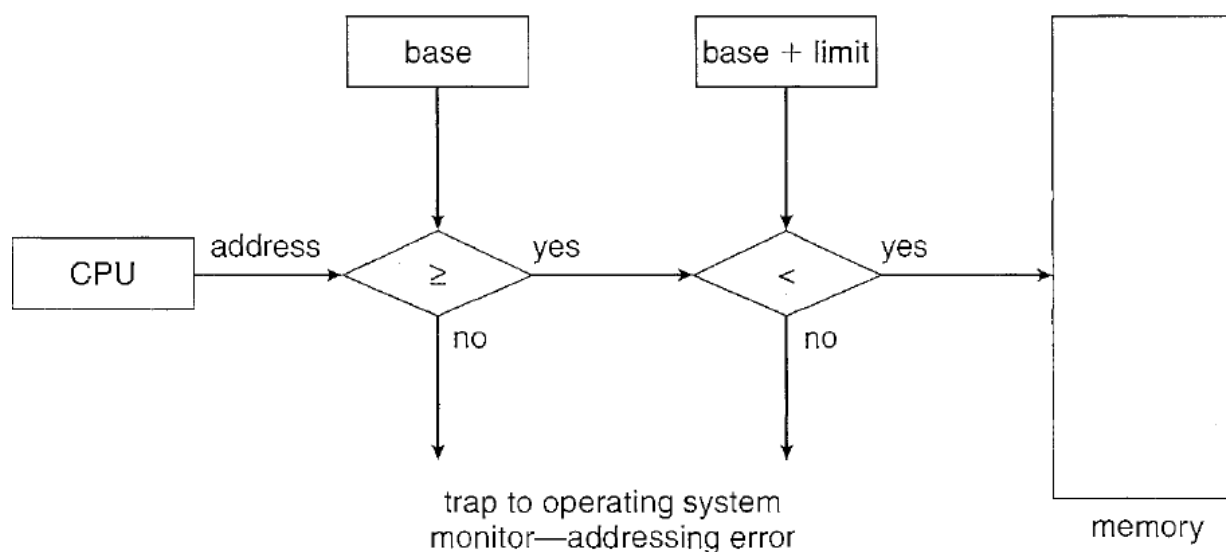 base
base + limit
CPU
address
≥
yes
<
yes
no
no
trap to operating system
monitor—addressing error
memory